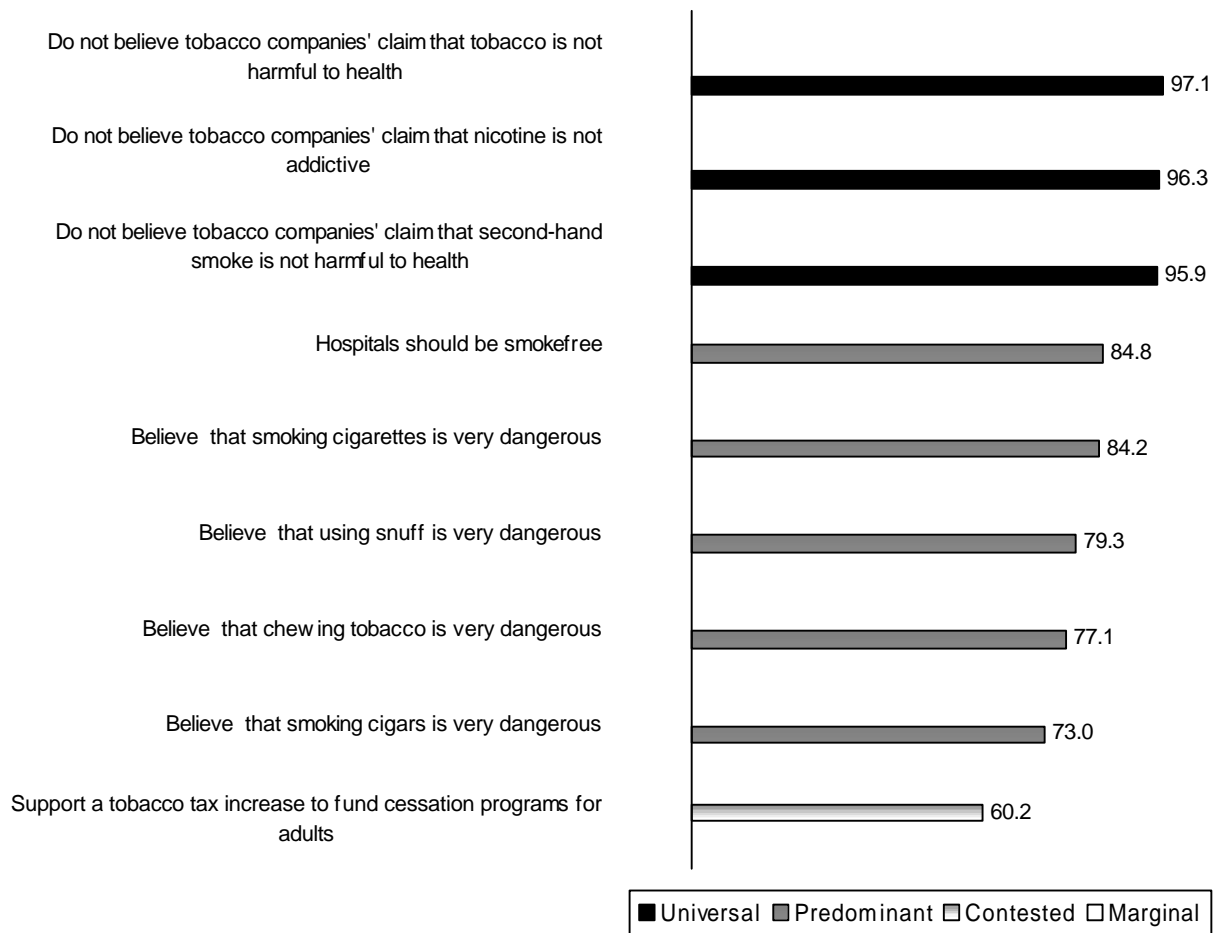 Do not believe tobacco companies' claim that tobacco is not
harmful to health
97.1
Do not believe tobacco companies' claim that nicotine is not
addictive
96.3
Do not believe tobacco companies' claim that second-hand
smoke is not harmful to health
95.9
Hospitals should be smokefree
84.8
Believe that smoking cigarettes is very dangerous
84.2
Believe that using snuff is very dangerous
79.3
Believe that chewing tobacco is very dangerous
77.1
Believe that smoking cigars is very dangerous
73.0
Support a tobacco tax increase to fund cessation programs for
adults
60.2
Universal Predominant Contested Marginal